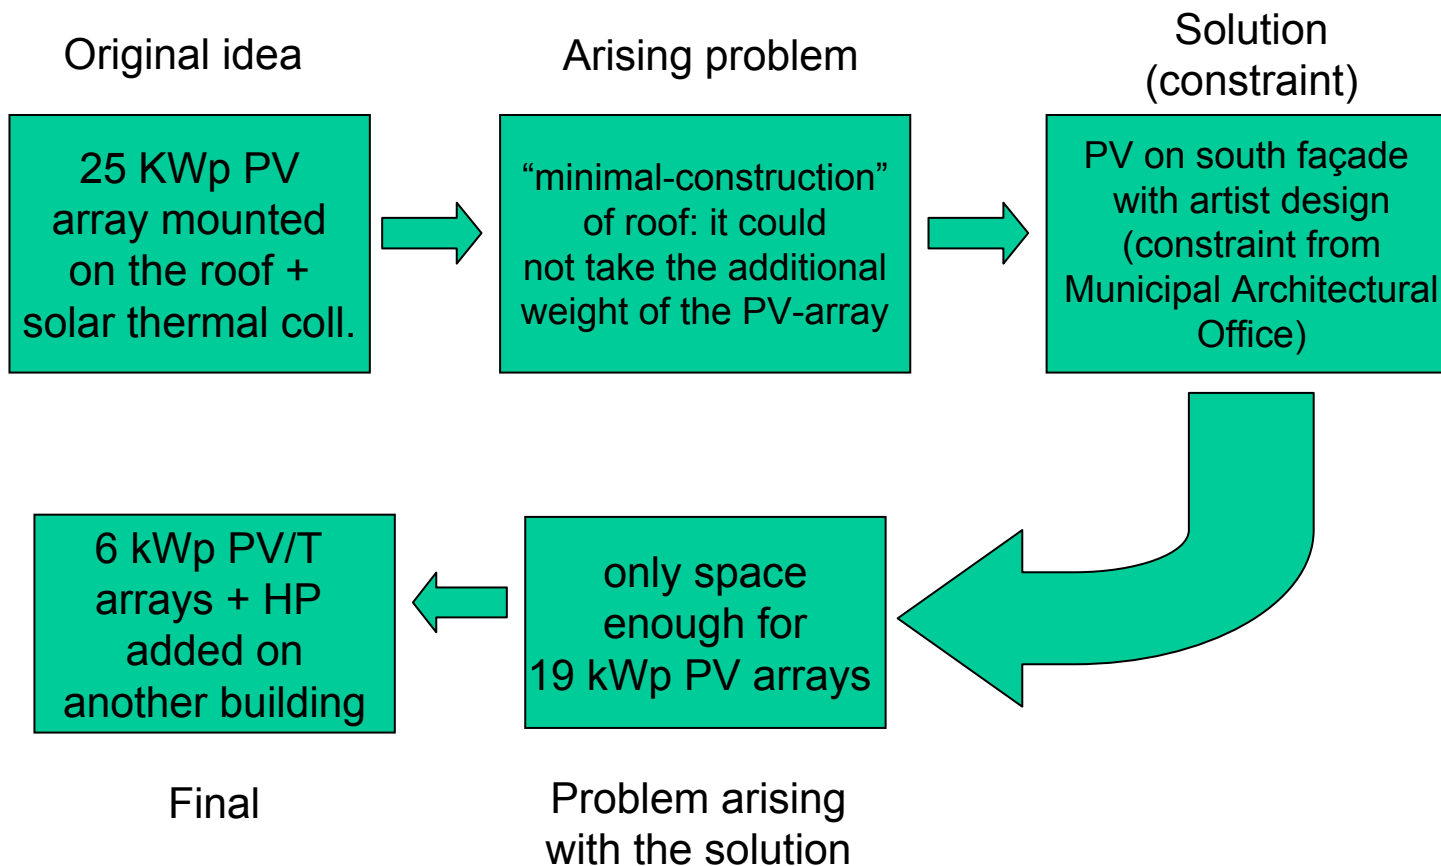 Original idea
Arising problem
Solution
(constraint)
25 KWp PV
array mounted
on the roof +
solar thermal coll.
“minimal-construction”
of roof: it could
not take the additional
weight of the PV-array
PV on south façade
with artist design
(constraint from
Municipal Architectural
Office)
only space
enough for
19 kWp PV arrays
Problem arising
with the solution
6 kWp PV/T
arrays + HP
added on
another building
Final